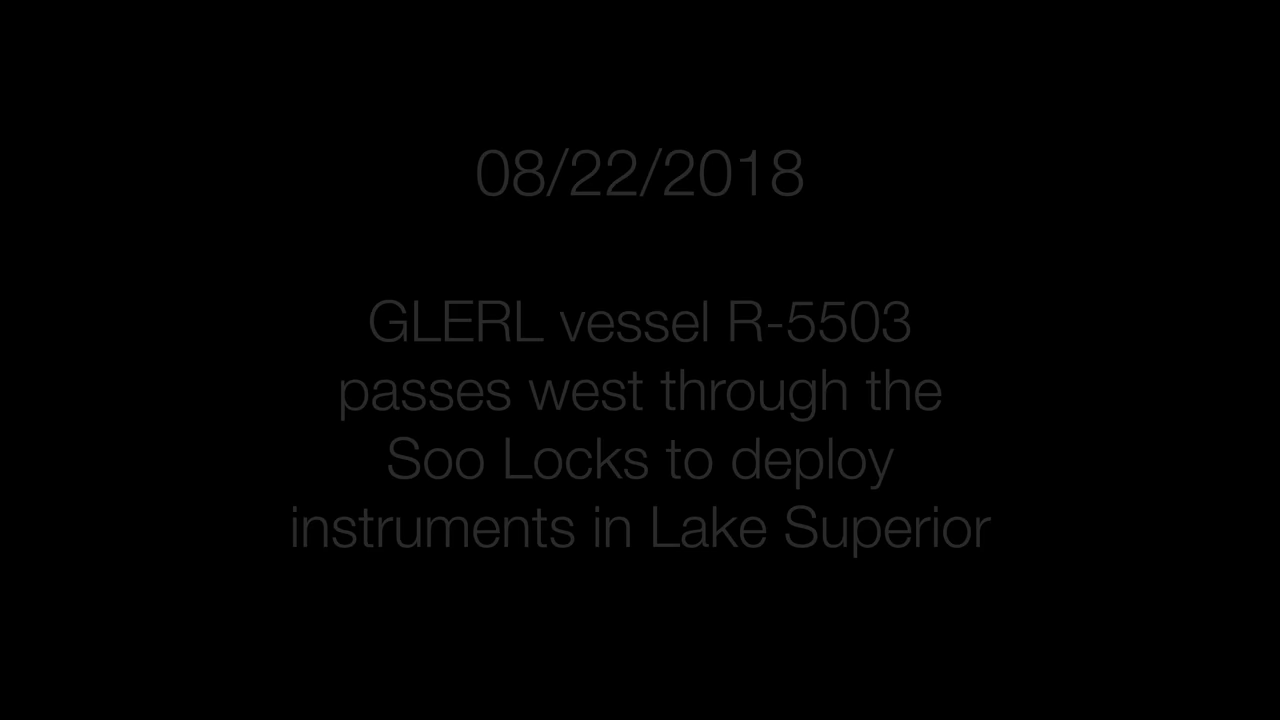 08/22/2018
GLERL vessel R-5503
passes west through the
Soo Locks to deploy
instruments in Lake Superior